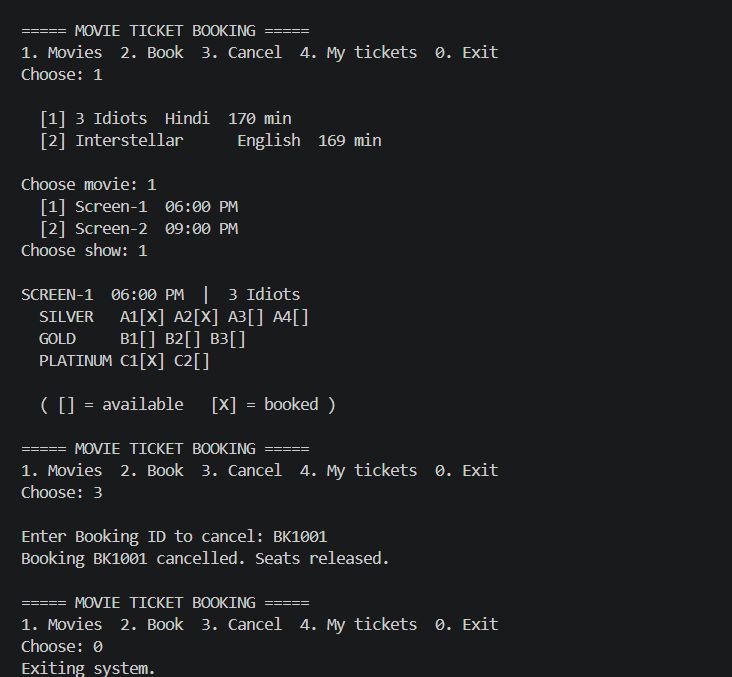 ===== MOVIE TICKET BOOKING =====
1. Movies  2. Book  3. Cancel  4. My tickets  0. Exit
Choose: 1
[1] 3 Idiots  Hindi  170 min
[2] Interstellar      English  169 min
Choose movie: 1
[1] Screen-1  06:00 PM
[2] Screen-2  09:00 PM
Choose show: 1
SCREEN-1  06:00 PM  |  3 Idiots
SILVER   A1[X] A2[X] A3[] A4[]
GOLD     B1[] B2[] B3[]
PLATINUM C1[X] C2[]
( [] = available   [X] = booked )
===== MOVIE TICKET BOOKING =====
1. Movies  2. Book  3. Cancel  4. My tickets  0. Exit
Choose: 3
Enter Booking ID to cancel: BK1001
Booking BK1001 cancelled. Seats released.
===== MOVIE TICKET BOOKING =====
1. Movies  2. Book  3. Cancel  4. My tickets  0. Exit
Choose: 0
Exiting system.